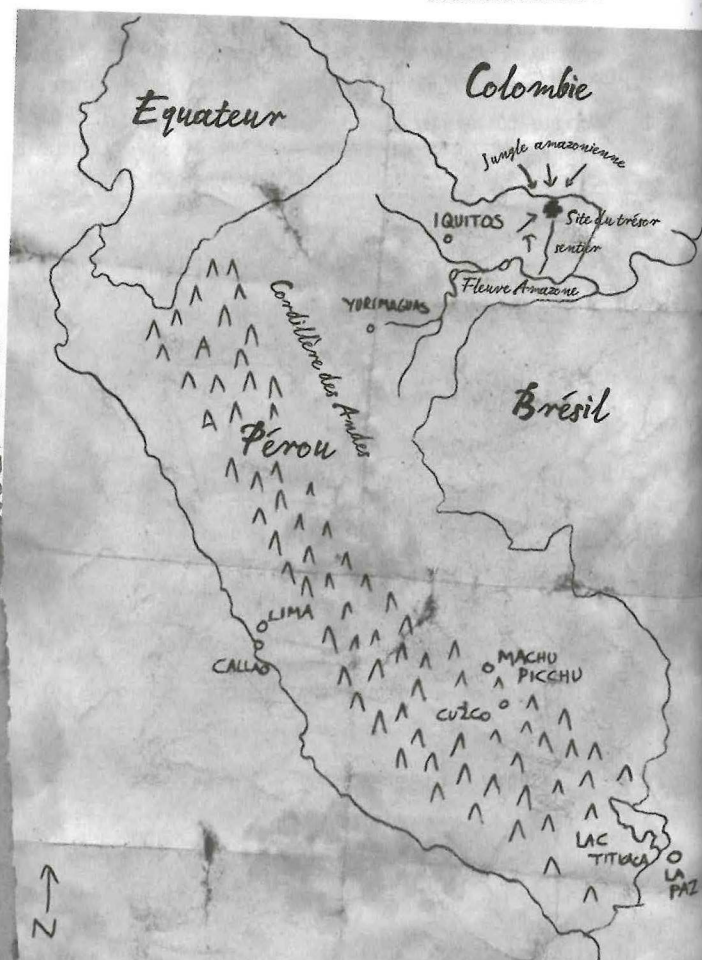 Colombie
Equateur
Jungle amazonienne
IQUITOS
Site du trésor
sentier
Fleuve Amazone
YURIMAGUAS
Cordillère des Andes
Brésil
Pérou
LIMA
CALLAO
MACHU
PICCHU
CUZCO
LAC
TITICACA
LA
PAZ
N